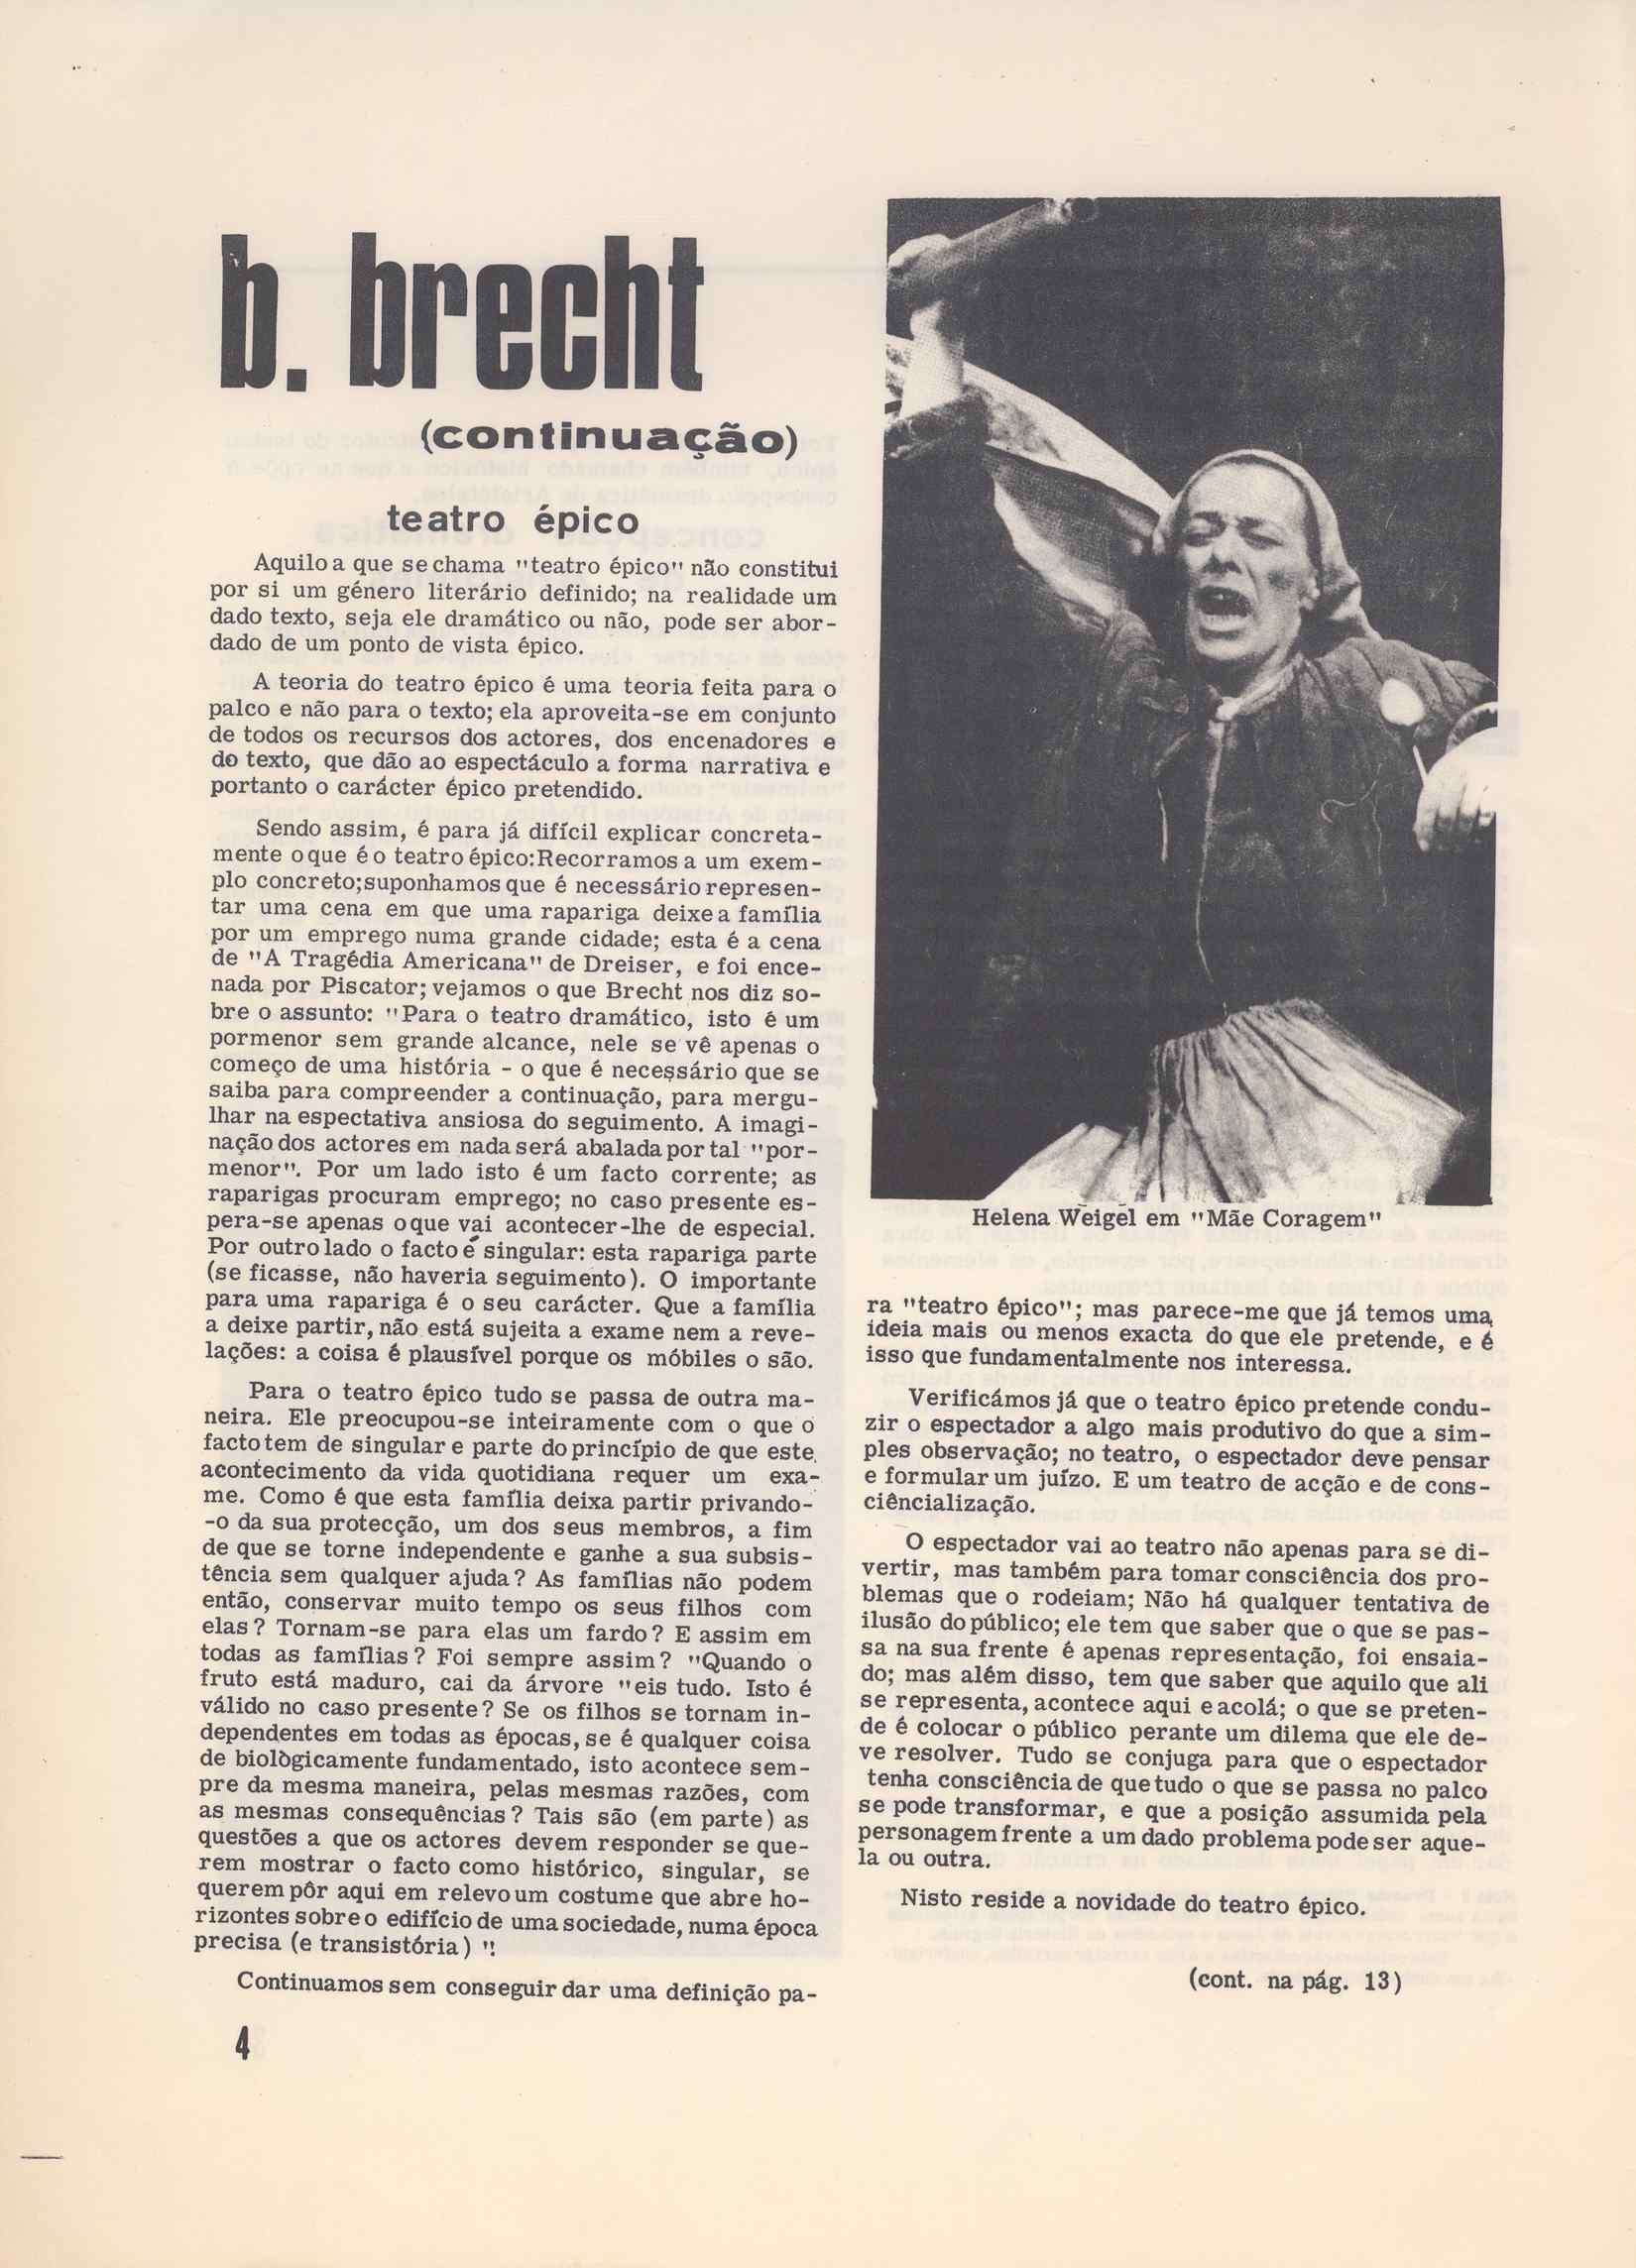 b. brecht
(continuação)
teatro épico
Aquilo a que se chama "teatro épico" não constitui
por si um género literário definido; na realidade um
dado texto, seja ele dramático ou não, pode ser abor-
dado de um ponto de vista épico.
A teoria do teatro épico é uma teoria feita para o
palco e não para o texto; ela aproveita-se em conjunto
de todos os recursos dos actores, dos encenadores e
do texto, que dão ao espectáculo a forma narrativa e
portanto o carácter épico pretendido.
Sendo assim, é para já difícil explicar concreta-
mente o que é o teatro épico:Recorramos a um exem-
plo concreto;suponhamos que é necessário represen-
tar uma cena em que uma rapariga deixe a família
por um emprego numa grande cidade; esta é a cena
de "A Tragédia Americana" de Dreiser, e foi ence-
nada por Piscator; vejamos o que Brecht nos diz so-
bre o assunto: "Para o teatro dramático, isto é um
pormenor sem grande alcance, nele se vê apenas o
começo de uma história - o que é necessário que se
saiba para compreender a continuação, para mergu-
lhar na espectativa ansiosa do seguimento. A imagi-
nação dos actores em nada será abalada por tal "por-
menor". Por um lado isto é um facto corrente; as
raparigas procuram emprego; no caso presente es-
pera-se apenas o que vai acontecer-lhe de especial.
Por outro lado o facto é singular: esta rapariga parte
(se ficasse, não haveria seguimento). O importante
para uma rapariga é o seu carácter. Que a família
a deixe partir, não está sujeita a exame nem a reve-
lações: a coisa é plausível porque os móbiles o são.
Para o teatro épico tudo se passa de outra ma-
neira. Ele preocupou-se inteiramente com o que o
facto tem de singular e parte do princípio de que este
acontecimento da vida quotidiana requer um exa-
me. Como é que esta família deixa partir privando-
-o da sua protecção, um dos seus membros, a fim
de que se torne independente e ganhe a sua subsis-
tência sem qualquer ajuda? As famílias não podem
então, conservar muito tempo os seus filhos com
elas? Tornam-se para elas um fardo? E assim em
todas as famílias? Foi sempre assim? "Quando o
fruto está maduro, cai da árvore "eis tudo. Isto é
válido no caso presente? Se os filhos se tornam in-
dependentes em todas as épocas, se é qualquer coisa
de biològicamente fundamentado, isto acontece sem-
pre da mesma maneira, pelas mesmas razões, com
as mesmas consequências? Tais são (em parte) as
questões a que os actores devem responder se que-
rem mostrar o facto como histórico, singular, se
querem pôr aqui em relevo um costume que abre ho-
rizontes sobre o edifício de uma sociedade, numa época
precisa (e transistória) ".
Continuamos sem conseguir dar uma definição pa-
4
Helena Weigel em "Mãe Coragem"
ra "teatro épico"; mas parece-me que já temos uma
ideia mais ou menos exacta do que ele pretende, e é
isso que fundamentalmente nos interessa.
Verificámos já que o teatro épico pretende condu-
zir o espectador a algo mais produtivo do que a sim-
ples observação; no teatro, o espectador deve pensar
e formular um juízo. E um teatro de acção e de cons-
ciêncialização.
O espectador vai ao teatro não apenas para se di-
vertir, mas também para tomar consciência dos pro-
blemas que o rodeiam; Não há qualquer tentativa de
ilusão do público; ele tem que saber que o que se pas-
sa na sua frente é apenas representação, foi ensaia-
do; mas além disso, tem que saber que aquilo que ali
se representa, acontece aqui e acolá; o que se preten-
de é colocar o público perante um dilema que ele de-
ve resolver. Tudo se conjuga para que o espectador
tenha consciência de que tudo o que se passa no palco
se pode transformar, e que a posição assumida pela
personagem frente a um dado problema pode ser aque-
la ou outra.
Nisto reside a novidade do teatro épico.
(cont. na pág. 13)